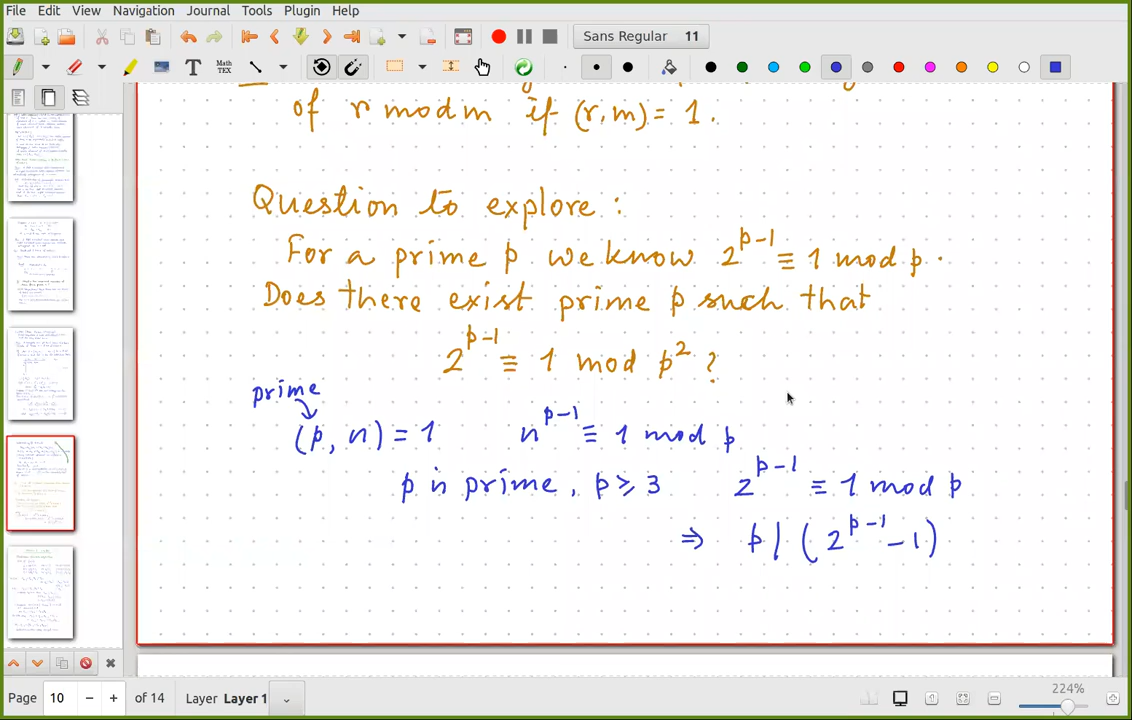 File Edit View Navigation Journal Tools Plugin Help
Sans Regular 11
T Math TEX
of r mod m if (r, m) = 1.
Question to explore :
For a prime p we know 2^{p-1} ≡ 1 mod p.
Does there exist prime p such that
2^{p-1} ≡ 1 mod p^2 ?
prime
(p, n) = 1 n^{p-1} ≡ 1 mod p
p is prime, p ⩾ 3 2^{p-1} ≡ 1 mod p
⇒ p | (2^{p-1} - 1)
Page 10 of 14 Layer Layer 1 224%